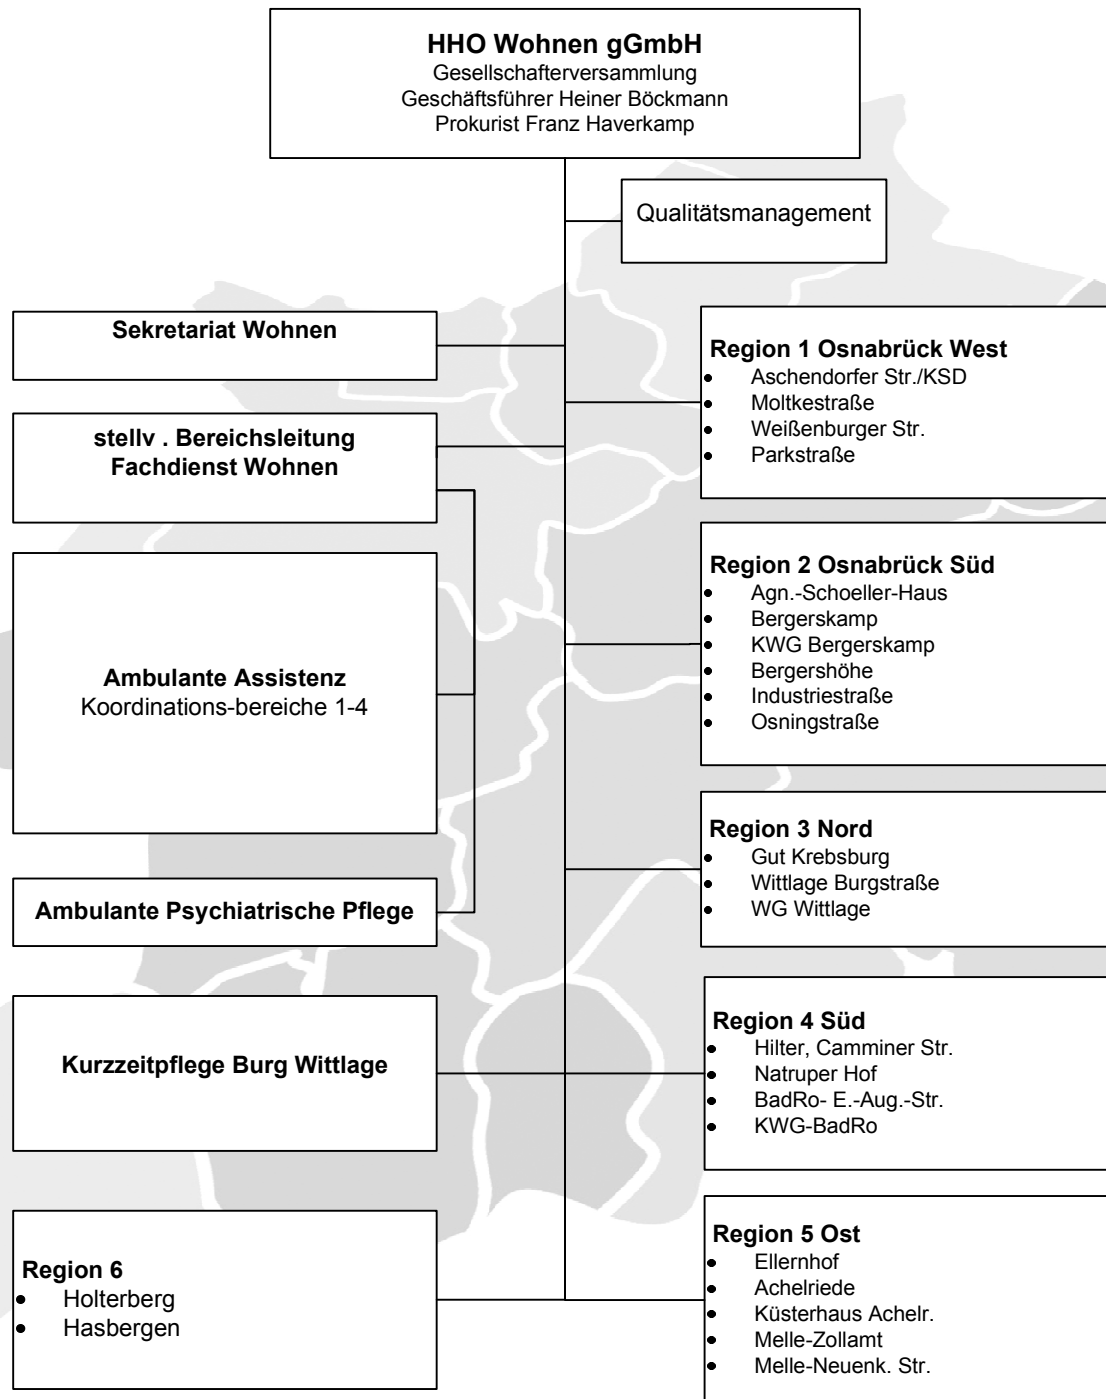 HHO Wohnen gGmbH
Gesellschafterversammlung
Geschäftsführer Heiner Böckmann
Prokurist Franz Haverkamp
Qualitätsmanagement
Sekretariat Wohnen
stellv . Bereichsleitung
Fachdienst Wohnen
Ambulante Assistenz
Koordinations-bereiche 1-4
Ambulante Psychiatrische Pflege
Kurzzeitpflege Burg Wittlage
Region 6
• Holterberg
• Hasbergen
Region 1 Osnabrück West
• Aschendorfer Str./KSD
• Moltkestraße
• Weißenburger Str.
• Parkstraße
Region 2 Osnabrück Süd
• Agn.-Schoeller-Haus
• Bergerskamp
• KWG Bergerskamp
• Bergershöhe
• Industriestraße
• Osningstraße
Region 3 Nord
• Gut Krebsburg
• Wittlage Burgstraße
• WG Wittlage
Region 4 Süd
• Hilter, Camminer Str.
• Natruper Hof
• BadRo- E.-Aug.-Str.
• KWG-BadRo
Region 5 Ost
• Ellernhof
• Achelriede
• Küsterhaus Achelr.
• Melle-Zollamt
• Melle-Neuenk. Str.